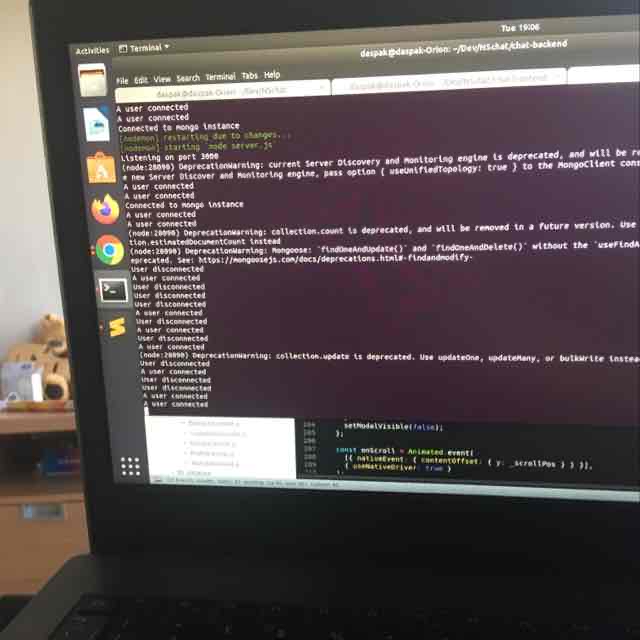 Tue 19:06
Activities
Terminal
daspak@daspak-Orion: ~/Dev/NSchat/chat-backend
File Edit View Search Terminal Tabs Help
daspak@daspak-Orion: ~/Dev/NSchat
daspak@daspak-Orion: ~/Dev/NSchat/chat-frontend
A user connected
A user connected
Connected to mongo instance
[nodemon] restarting due to changes...
[nodemon] starting `node server.js`
Listening on port 3000
(node:28090) DeprecationWarning: current Server Discovery and Monitoring engine is deprecated, and will be re
e new Server Discover and Monitoring engine, pass option { useUnifiedTopology: true } to the MongoClient cons
A user connected
A user connected
Connected to mongo instance
A user connected
A user connected
(node:28090) DeprecationWarning: collection.count is deprecated, and will be removed in a future version. Use
tion.estimatedDocumentCount instead
(node:28090) DeprecationWarning: Mongoose: `findOneAndUpdate()` and `findOneAndDelete()` without the `useFindA
eprecated. See: https://mongoosejs.com/docs/deprecations.html#-findandmodify-
User disconnected
A user connected
User disconnected
User disconnected
User disconnected
A user connected
User disconnected
A user connected
User disconnected
A user connected
(node:28090) DeprecationWarning: collection.update is deprecated. Use updateOne, updateMany, or bulkWrite instea
User disconnected
A user connected
User disconnected
User disconnected
A user connected
A user connected
204
205 setModalVisible(false);
206 };
207 const onScroll = Animated.event(
208 [{ nativeEvent: { contentOffset: { y: _scrollPos } } }],
209 { useNativeDriver: true }